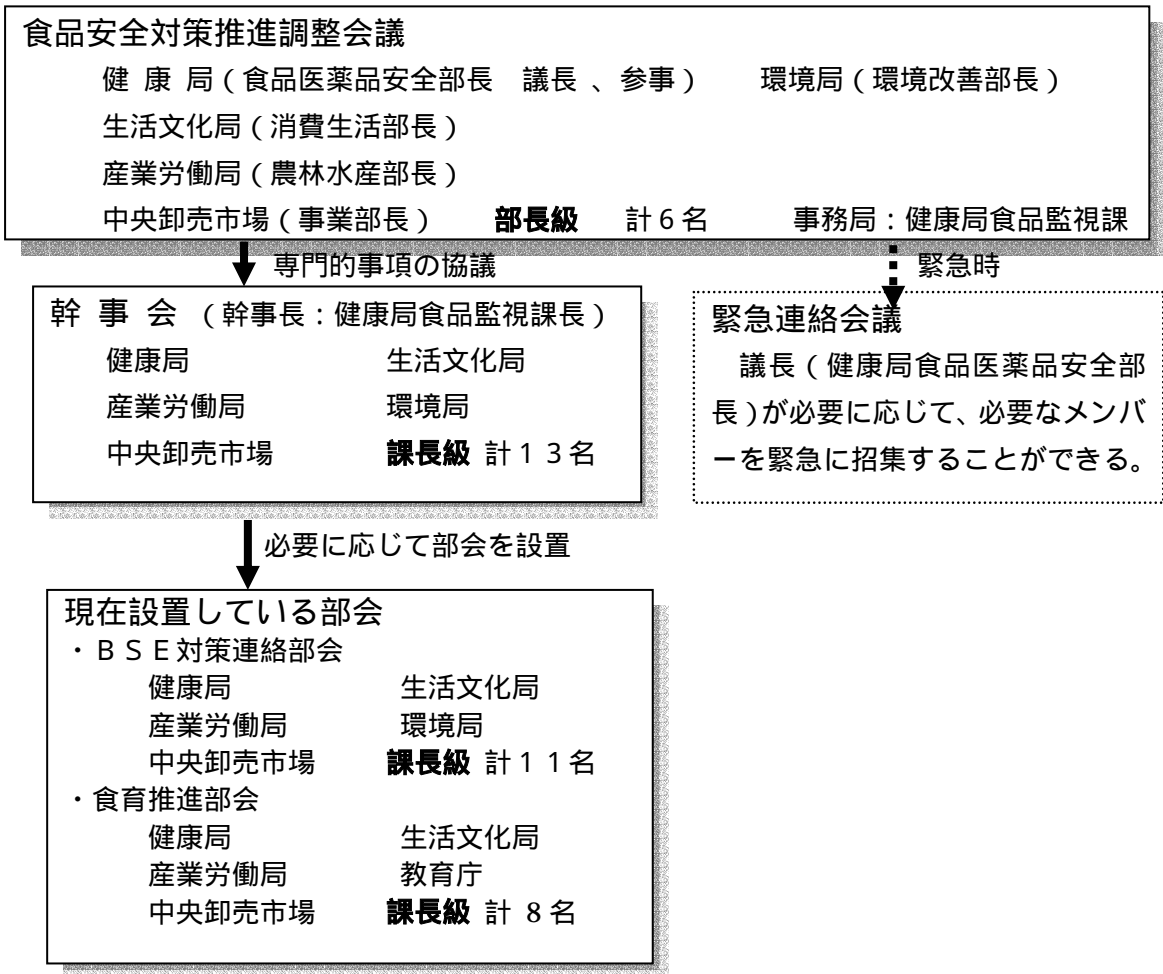 食品安全対策推進調整会議
健 康 局（食品医薬品安全部長　議長 、参事）　　環境局（環境改善部長）
生活文化局（消費生活部長）
産業労働局（農林水産部長）
中央卸売市場（事業部長）　部長級　計６名　　事務局：健康局食品監視課
専門的事項の協議
緊急時
幹 事 会 （幹事長：健康局食品監視課長）
健康局　　生活文化局
産業労働局　　環境局
中央卸売市場　　課長級 計１３名
緊急連絡会議
議長（健康局食品医薬品安全部
長）が必要に応じて、必要なメンバ
ーを緊急に招集することができる。
必要に応じて部会を設置
現在設置している部会
・ＢＳＥ対策連絡部会
健康局　　生活文化局
産業労働局　　環境局
中央卸売市場　　課長級 計１１名
・食育推進部会
健康局　　生活文化局
産業労働局　　教育庁
中央卸売市場　　課長級 計 8 名